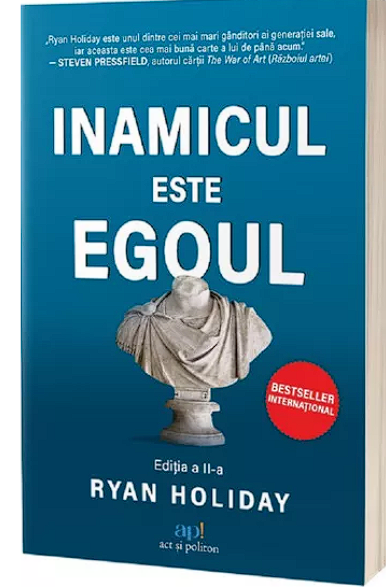 „Ryan Holiday este unul dintre cei mai mari gânditori ai generației sale,
iar aceasta este cea mai bună carte a lui de până acum.”
— STEVEN PRESSFIELD, autorul cărții The War of Art (Războiul artei)
INAMICUL
ESTE
EGOUL
BESTSELLER
INTERNAȚIONAL
Ediția a II-a
RYAN HOLIDAY
ap!
act și politon